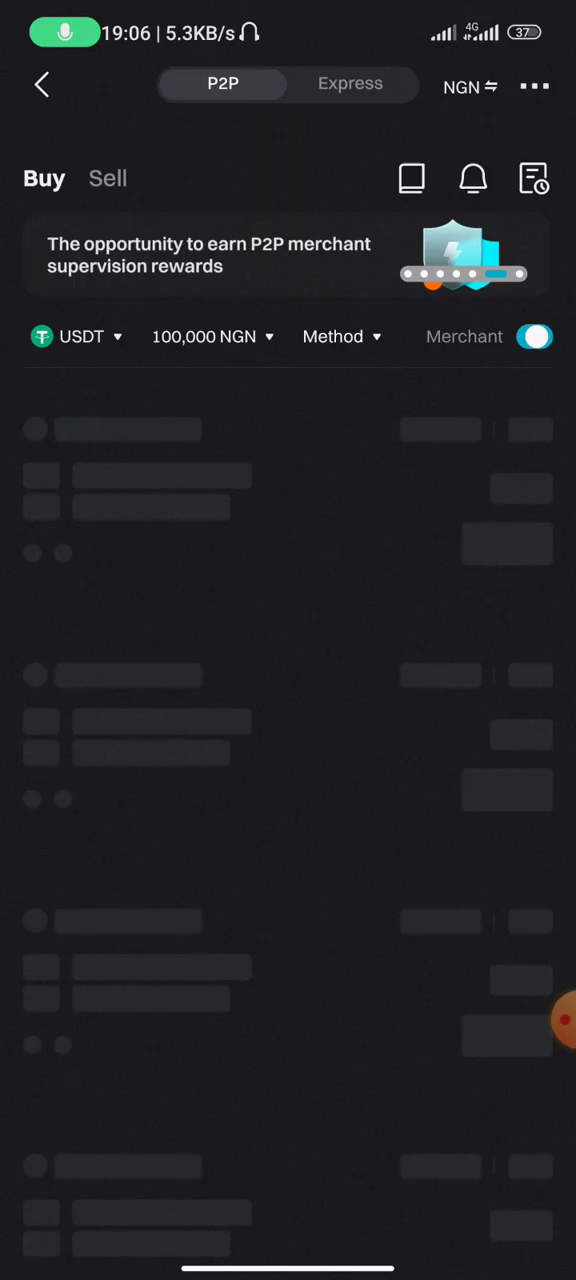 19:06 | 5.3KB/s
4G
37
P2P
Express
NGN
Buy
Sell
The opportunity to earn P2P merchant
supervision rewards
USDT
100,000 NGN
Method
Merchant